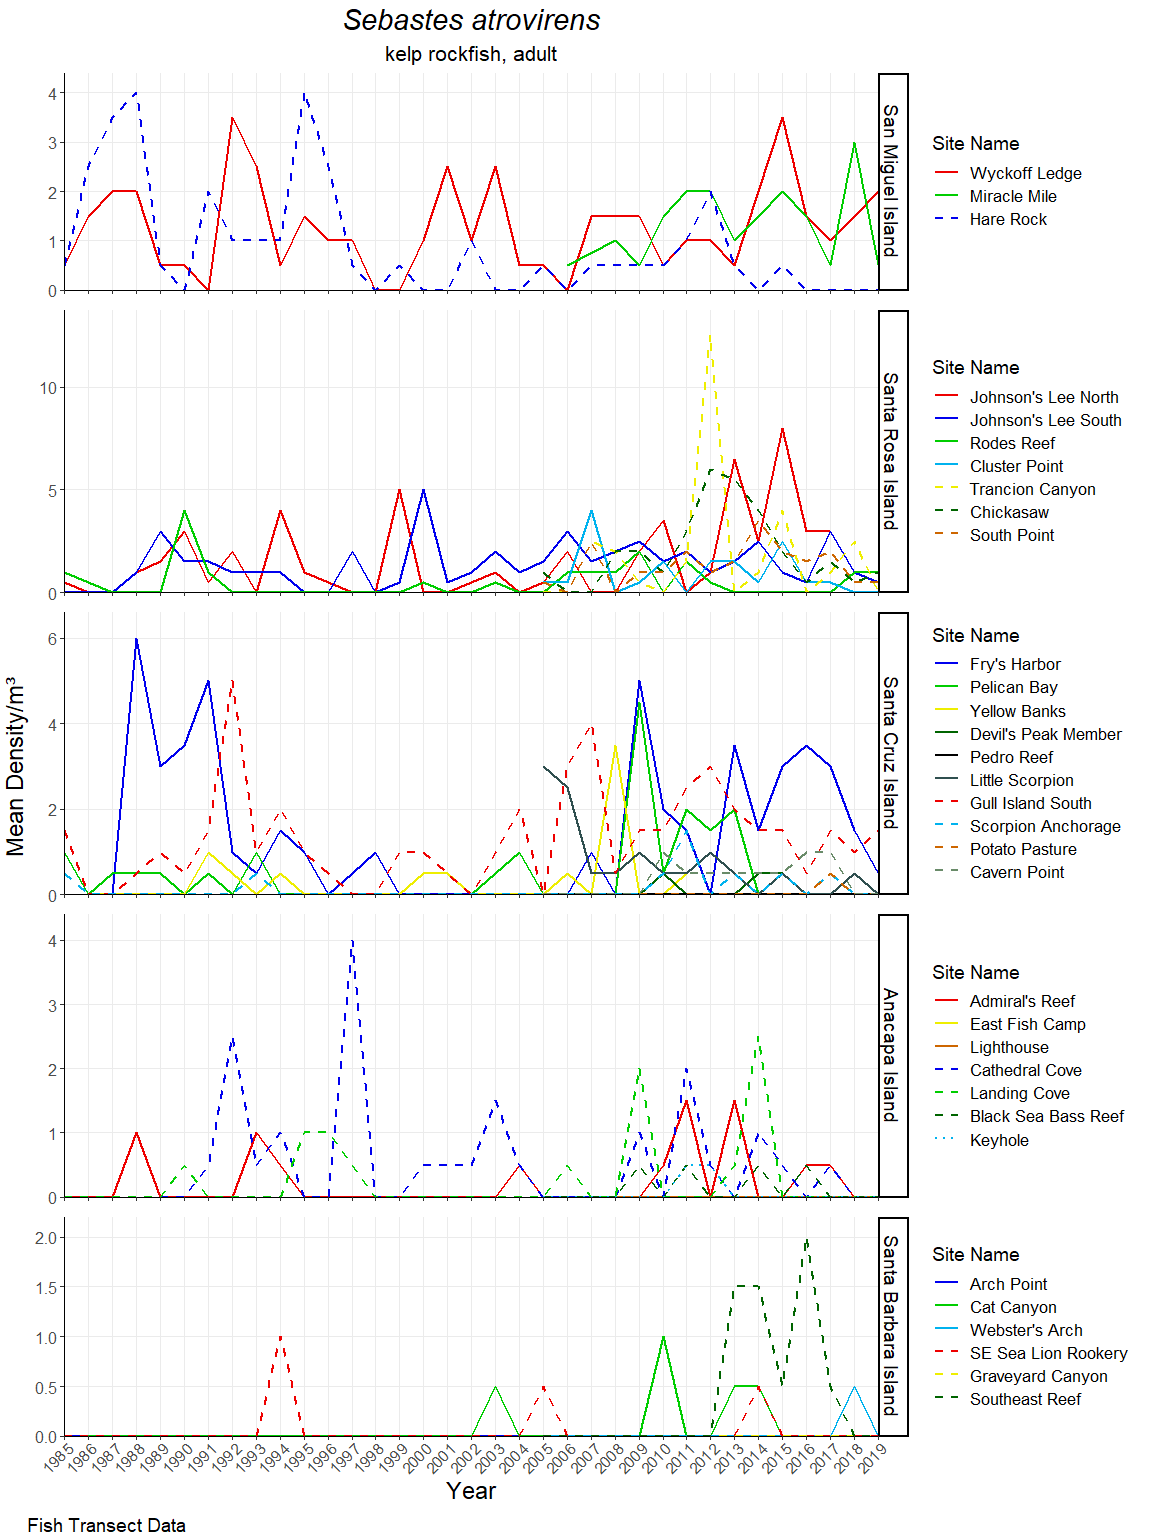 Sebastes atrovirens
kelp rockfish, adult
4
3
2
1
0
San Miguel Island
Site Name
Wyckoff Ledge
Miracle Mile
Hare Rock
10
5
0
Santa Rosa Island
Site Name
Johnson's Lee North
Johnson's Lee South
Rodes Reef
Cluster Point
Trancion Canyon
Chickasaw
South Point
Mean Density/m³
6
4
2
0
Santa Cruz Island
Site Name
Fry's Harbor
Pelican Bay
Yellow Banks
Devil's Peak Member
Pedro Reef
Little Scorpion
Gull Island South
Scorpion Anchorage
Potato Pasture
Cavern Point
4
3
2
1
0
Anacapa Island
Site Name
Admiral's Reef
East Fish Camp
Lighthouse
Cathedral Cove
Landing Cove
Black Sea Bass Reef
Keyhole
2.0
1.5
1.0
0.5
0.0
Santa Barbara Island
Site Name
Arch Point
Cat Canyon
Webster's Arch
SE Sea Lion Rookery
Graveyard Canyon
Southeast Reef
1985 1986 1987 1988 1989 1990 1991 1992 1993 1994 1995 1996 1997 1998 1999 2000 2001 2002 2003 2004 2005 2006 2007 2008 2009 2010 2011 2012 2013 2014 2015 2016 2017 2018 2019
Year
Fish Transect Data